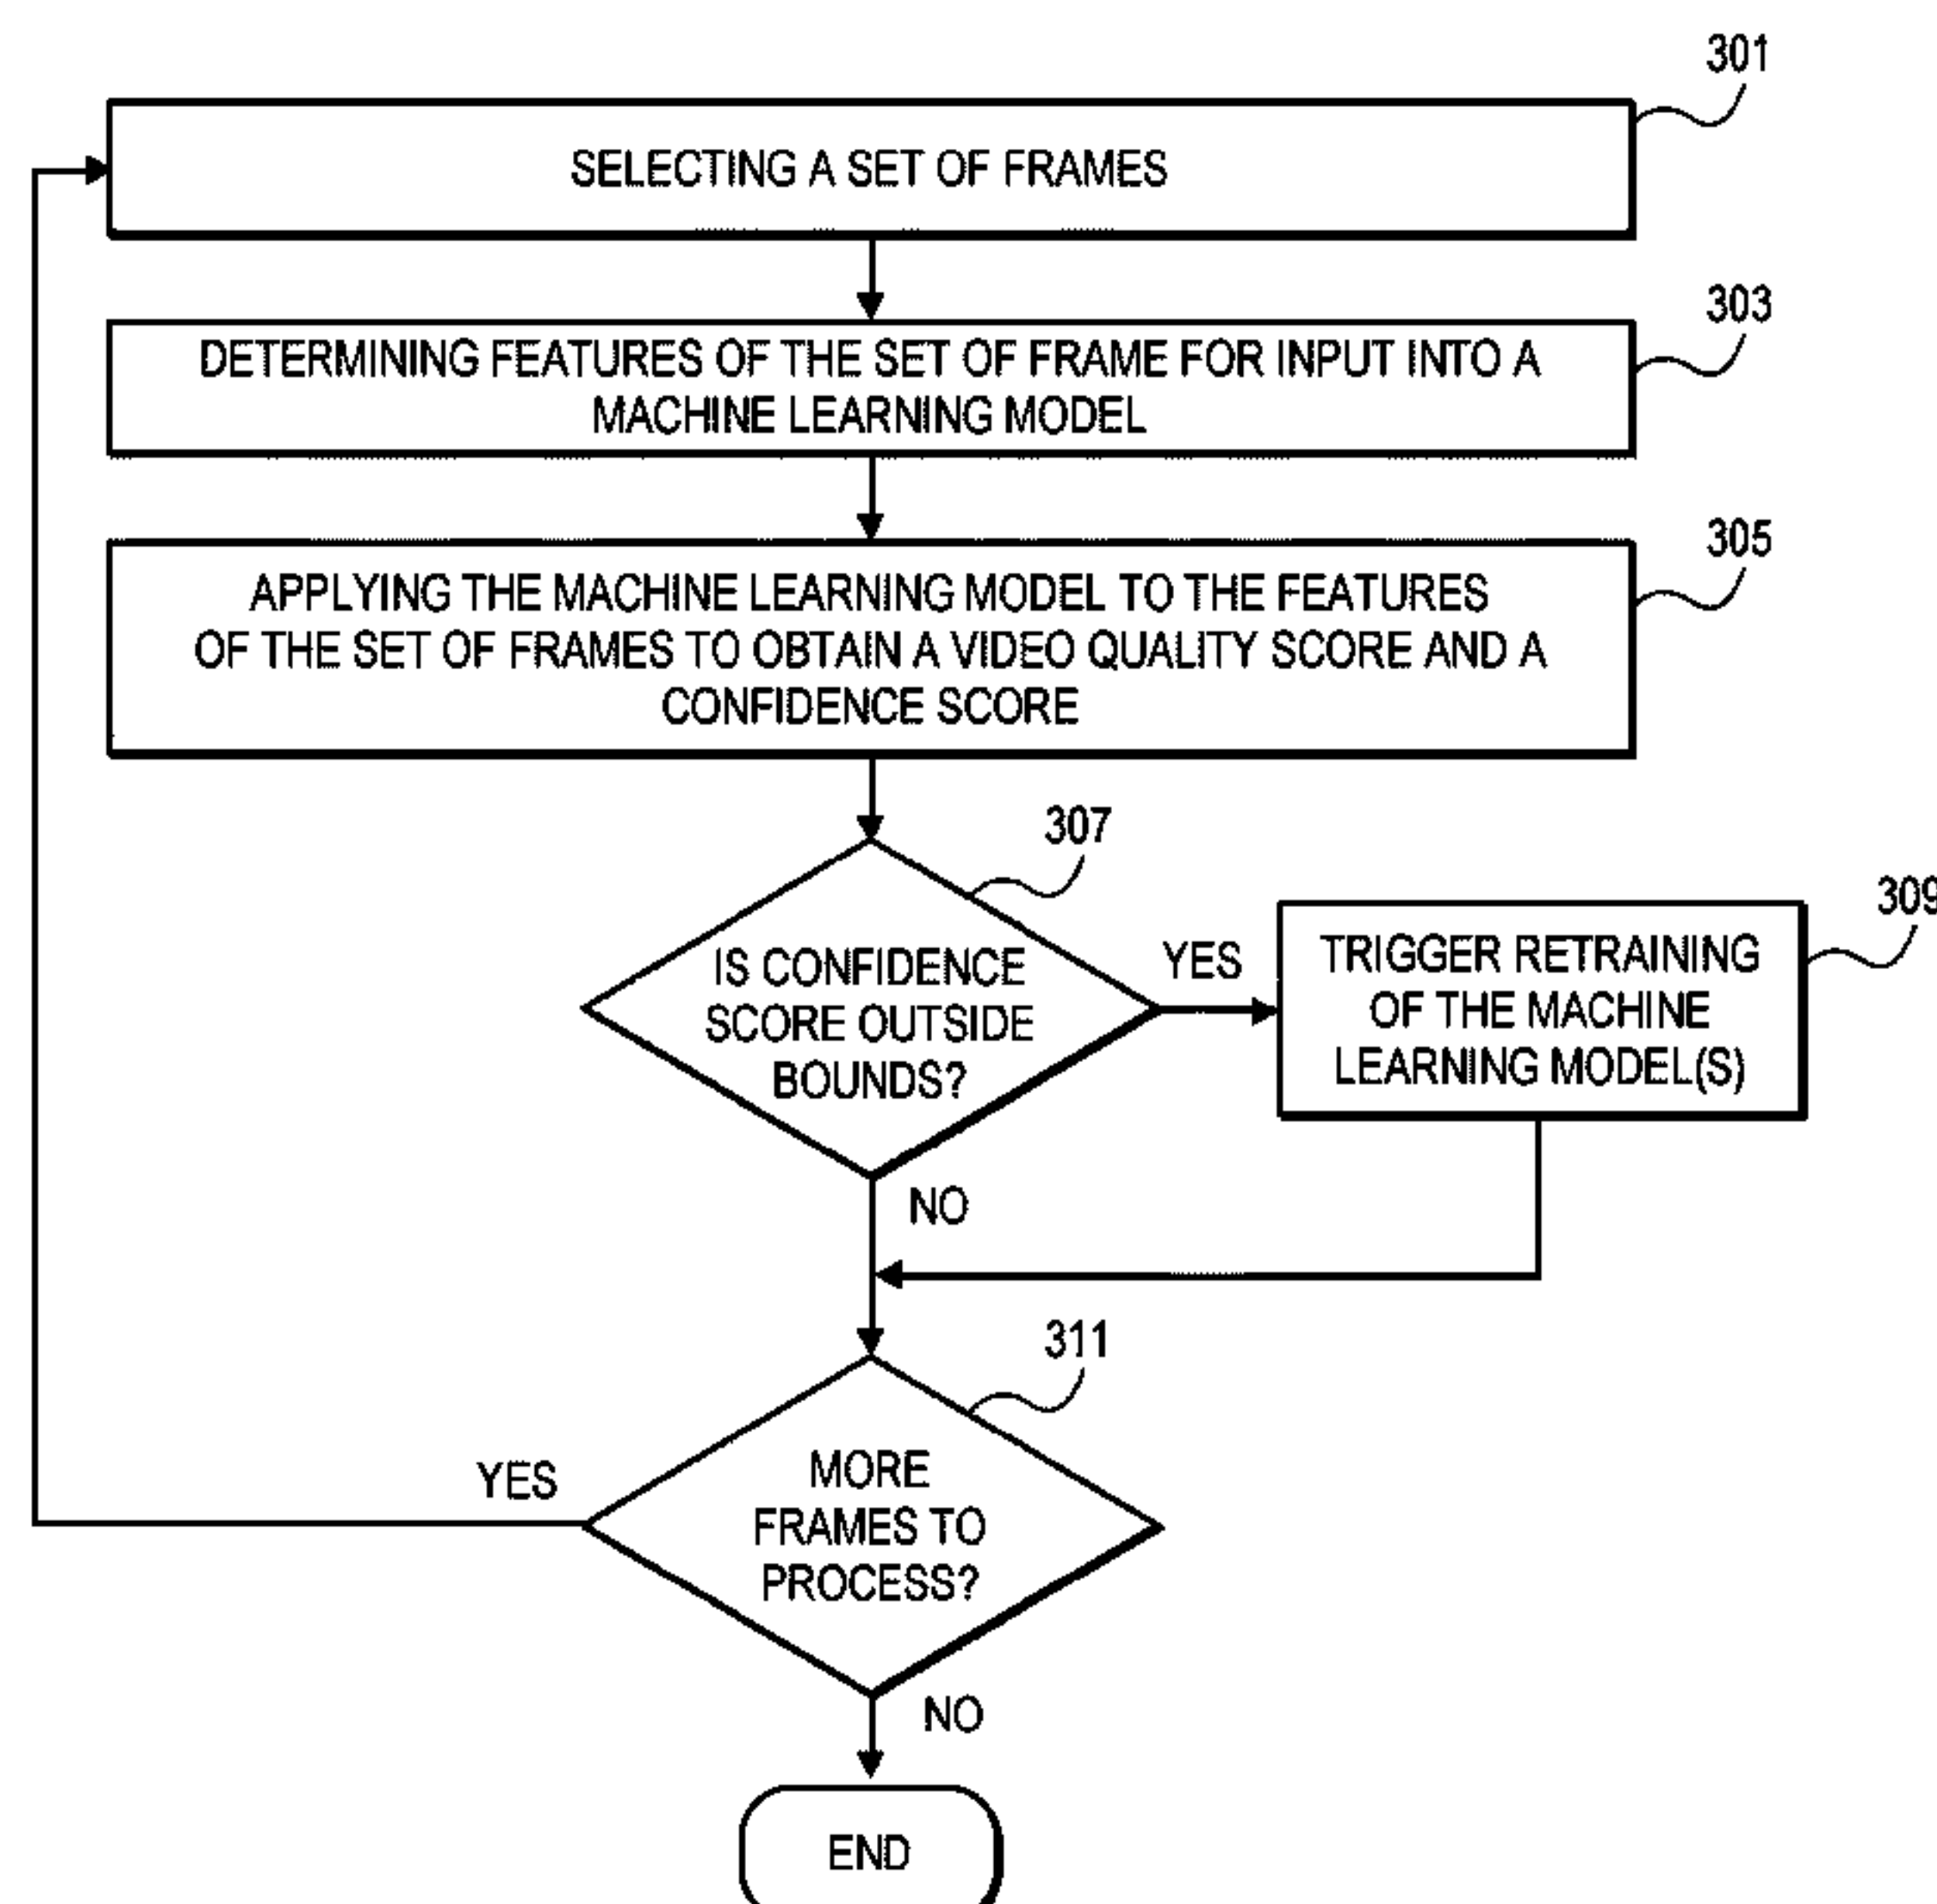 301
SELECTING A SET OF FRAMES
303
DETERMINING FEATURES OF THE SET OF FRAME FOR INPUT INTO A
MACHINE LEARNING MODEL
305
APPLYING THE MACHINE LEARNING MODEL TO THE FEATURES
OF THE SET OF FRAMES TO OBTAIN A VIDEO QUALITY SCORE AND A
CONFIDENCE SCORE
307
IS CONFIDENCE
SCORE OUTSIDE
BOUNDS?
YES
309
TRIGGER RETRAINING
OF THE MACHINE
LEARNING MODEL(S)
NO
311
MORE
FRAMES TO
PROCESS?
YES
NO
END